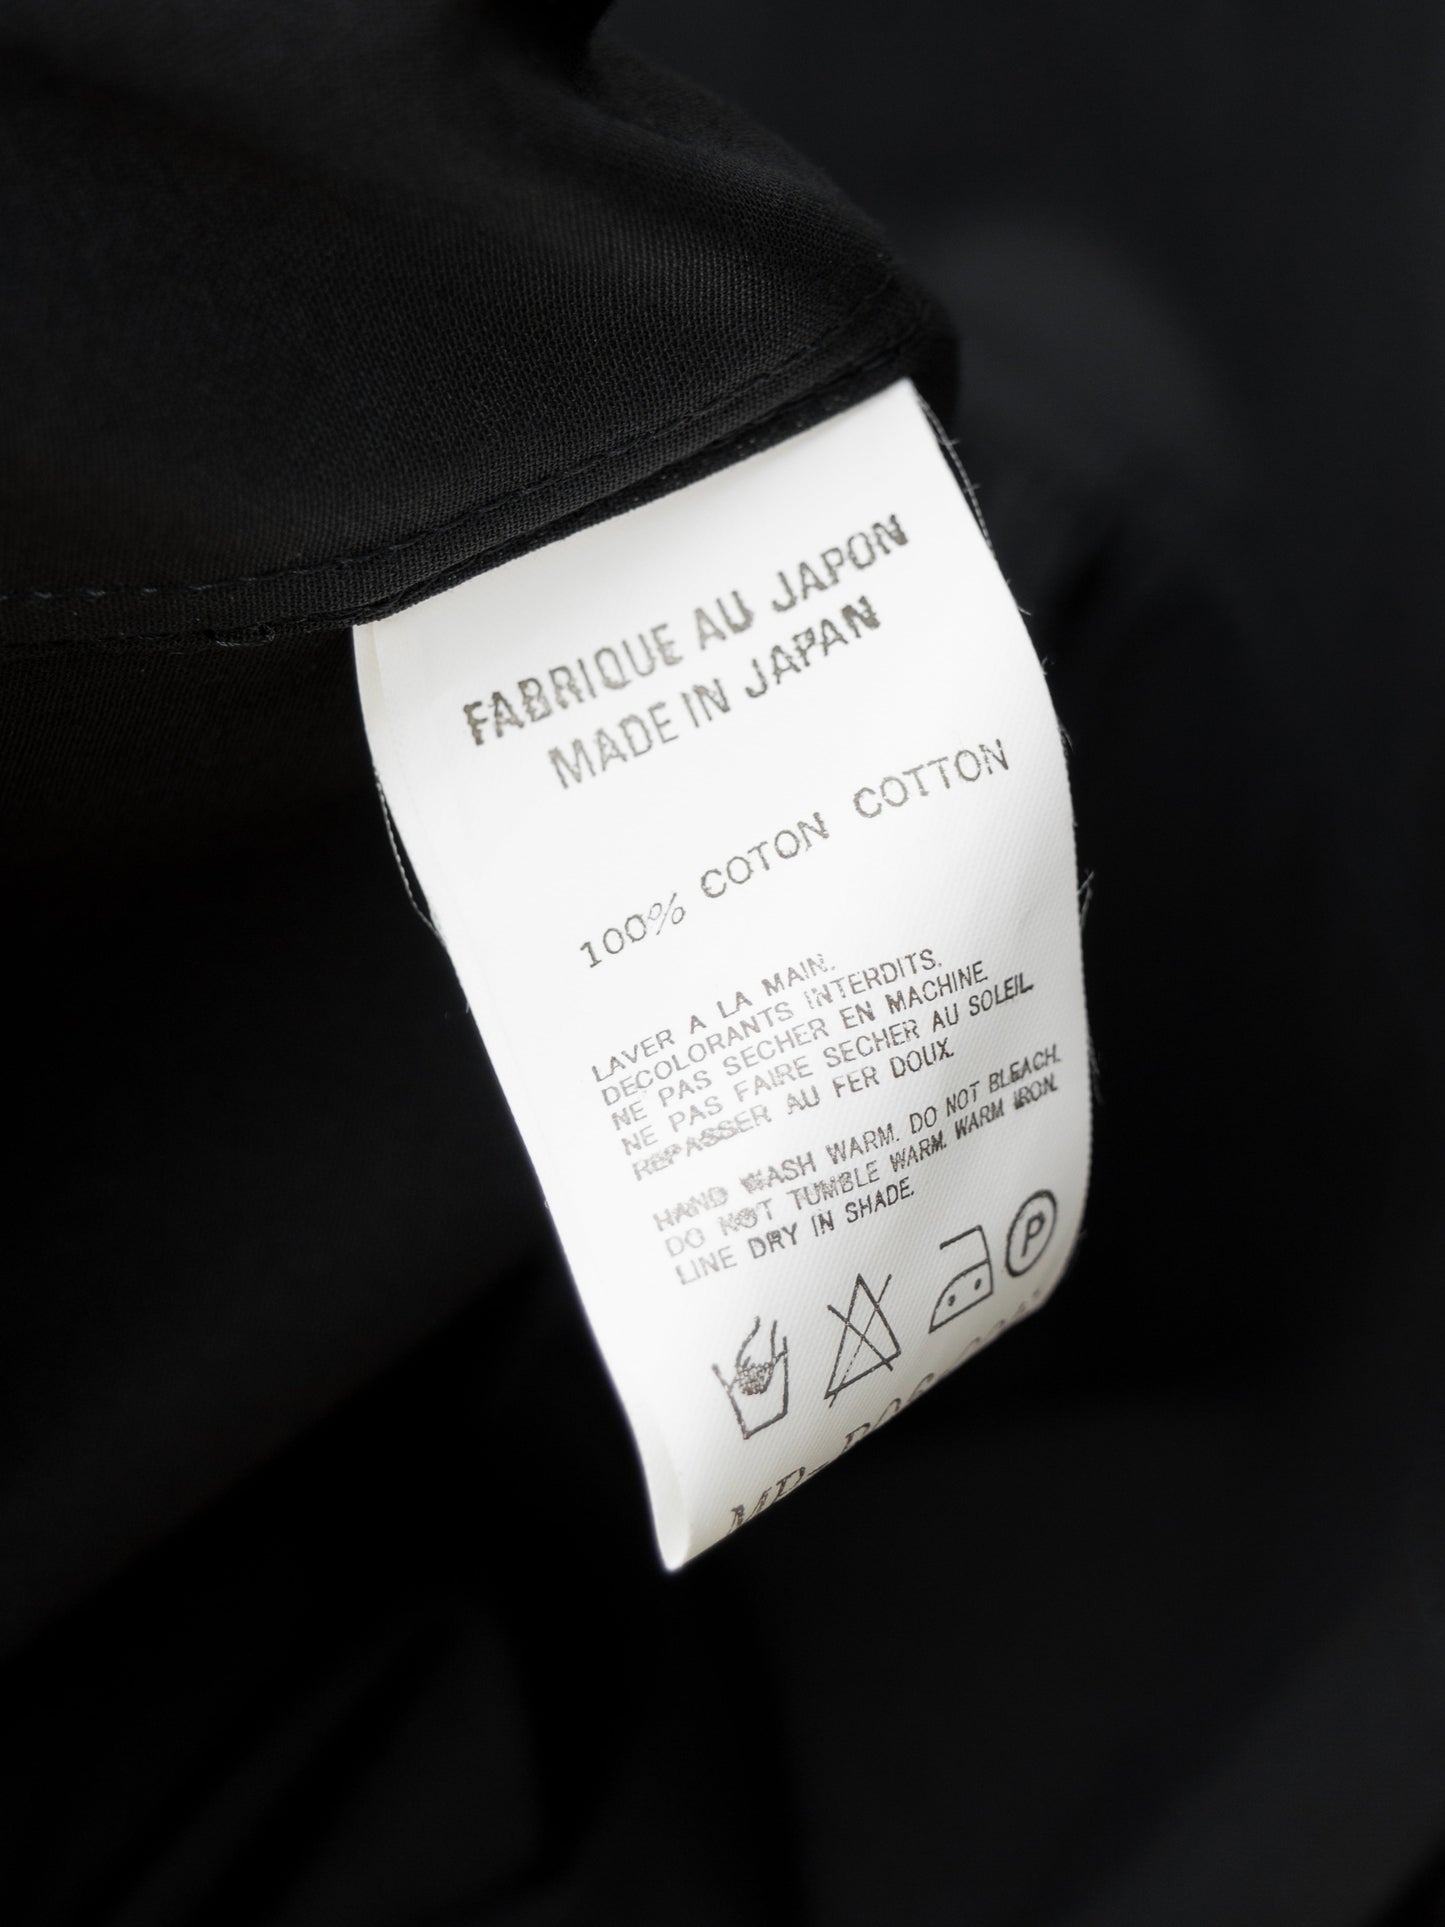 FABRIQUE AU JAPON
MADE IN JAPAN
100% COTON COTTON
LAVER A LA MAIN.
DECOLORANTS INTERDITS.
NE PAS SECHER EN MACHINE
NE PAS FAIRE SECHER AU SOLEIL.
REPASSER AU FER DOUX.
HAND WASH WARM. DO NOT BLEACH.
DO NOT TUMBLE WARM. WARM IRON.
LINE DRY IN SHADE.
P
MD-